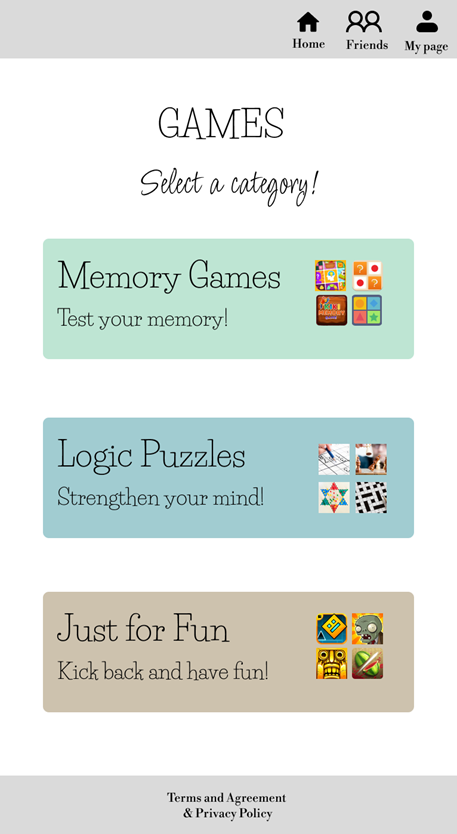 Home Friends My page
GAMES
Select a category!
Memory Games
Test your memory!
Logic Puzzles
Strengthen your mind!
Just for Fun
Kick back and have fun!
Terms and Agreement
& Privacy Policy